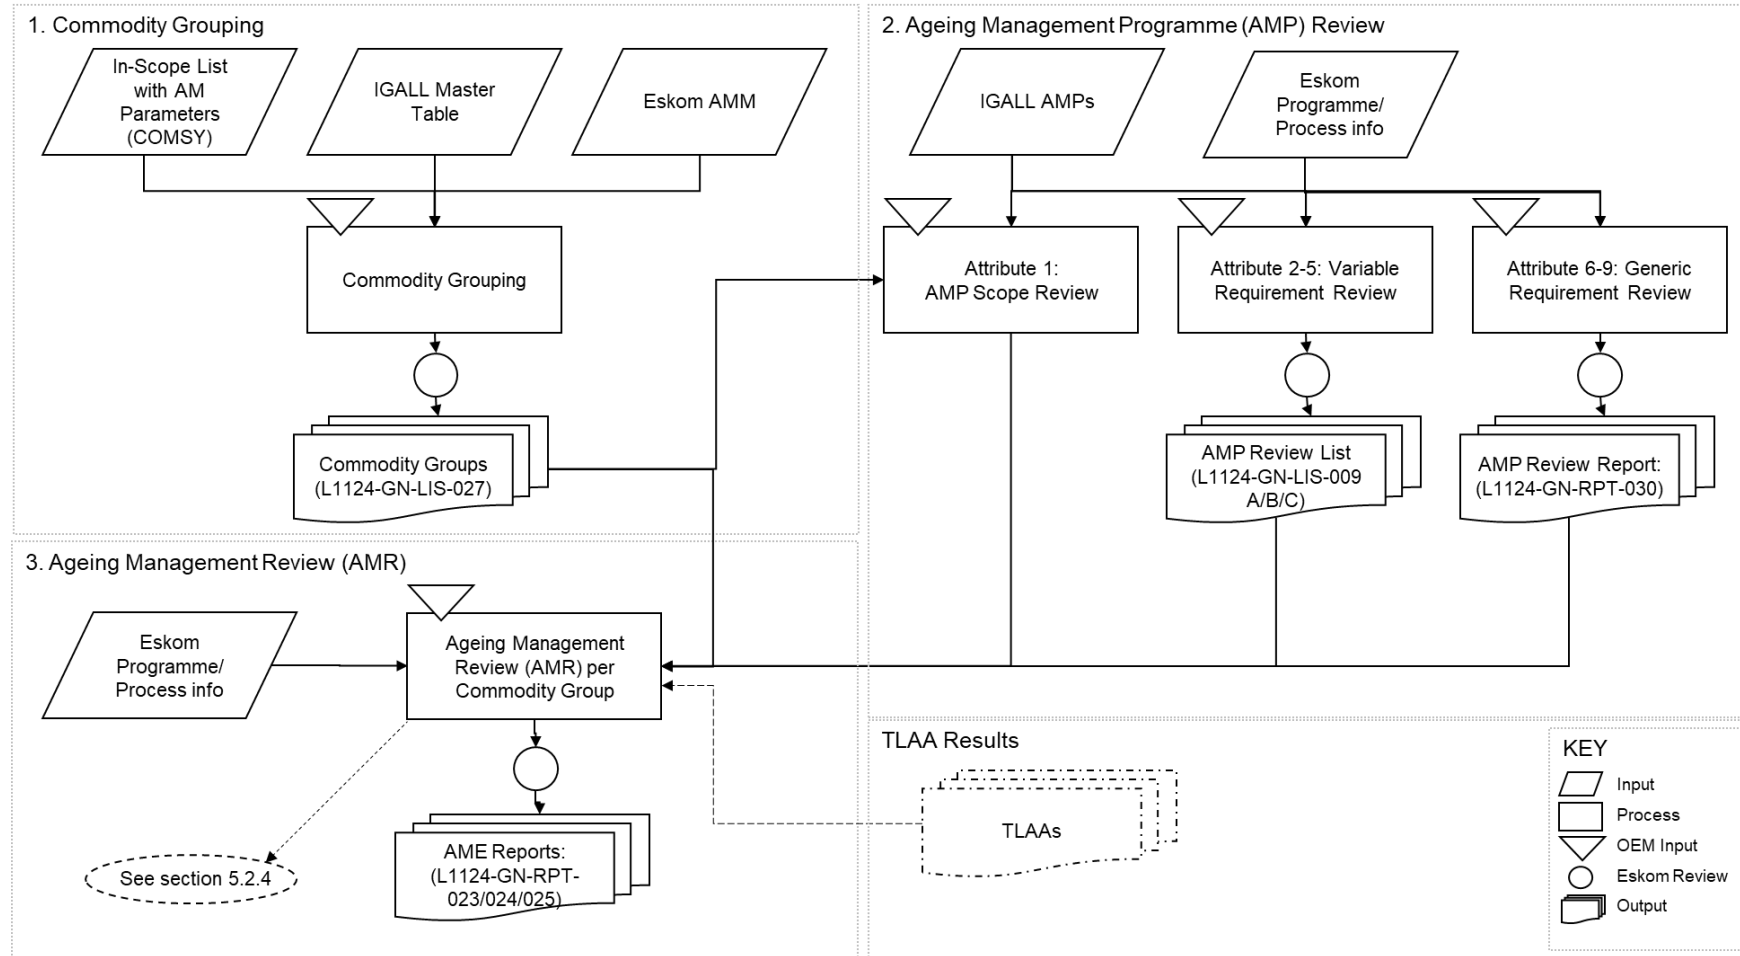 1. Commodity Grouping
In-Scope List
with AM
Parameters
(COMSY)
IGALL Master
Table
Eskom AMM
Commodity Grouping
Commodity Groups
(L1124-GN-LIS-027)
2. Ageing Management Programme (AMP) Review
IGALL AMPs
Eskom
Programme/
Process info
Attribute 1:
AMP Scope Review
Attribute 2-5: Variable
Requirement Review
Attribute 6-9: Generic
Requirement Review
AMP Review List
(L1124-GN-LIS-009
A/B/C)
AMP Review Report:
(L1124-GN-RPT-030)
3. Ageing Management Review (AMR)
Eskom
Programme/
Process info
Ageing Management
Review (AMR) per
Commodity Group
See section 5.2.4
AME Reports:
(L1124-GN-RPT-
023/024/025)
TLAA Results
TLAAs
KEY
Input
Process
OEM Input
Eskom Review
Output